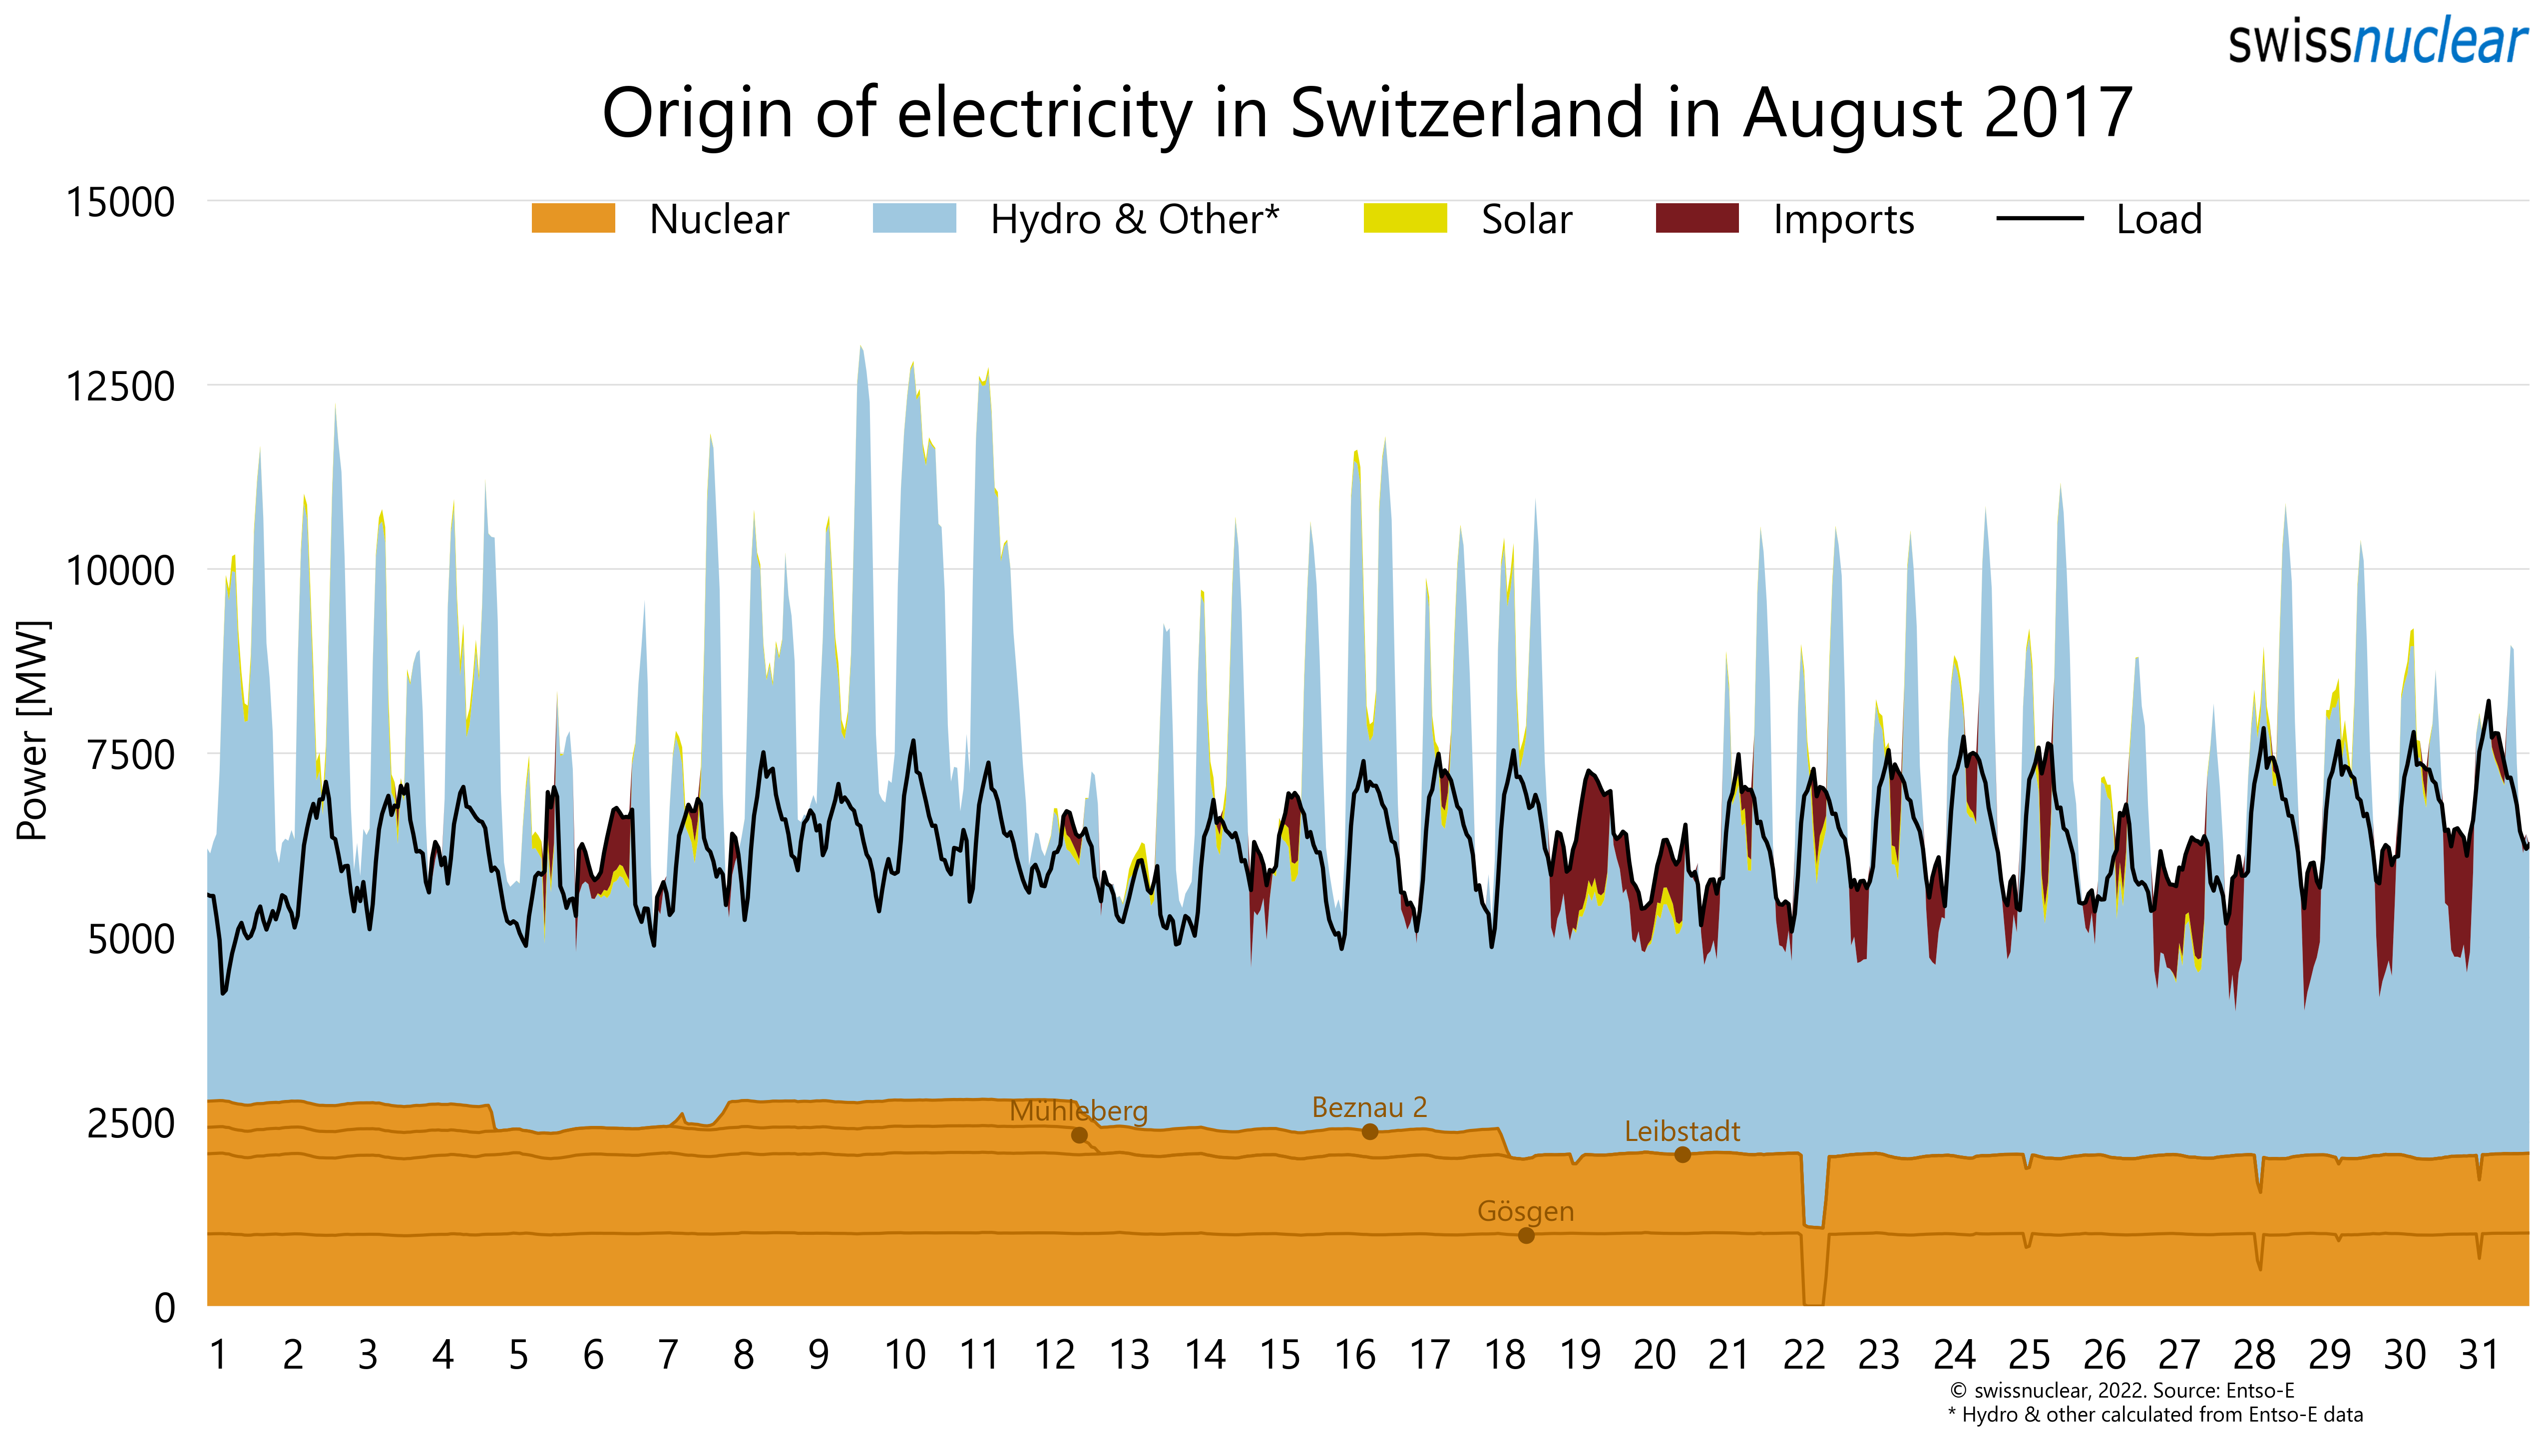 swissnuclear
Origin of electricity in Switzerland in August 2017
15000
Nuclear Hydro & Other* Solar Imports Load
12500
10000
7500
5000
2500
0
Power [MW]
Mühleberg
Beznau 2
Leibstadt
Gösgen
1 2 3 4 5 6 7 8 9 10 11 12 13 14 15 16 17 18 19 20 21 22 23 24 25 26 27 28 29 30 31
© swissnuclear, 2022. Source: Entso-E
* Hydro & other calculated from Entso-E data